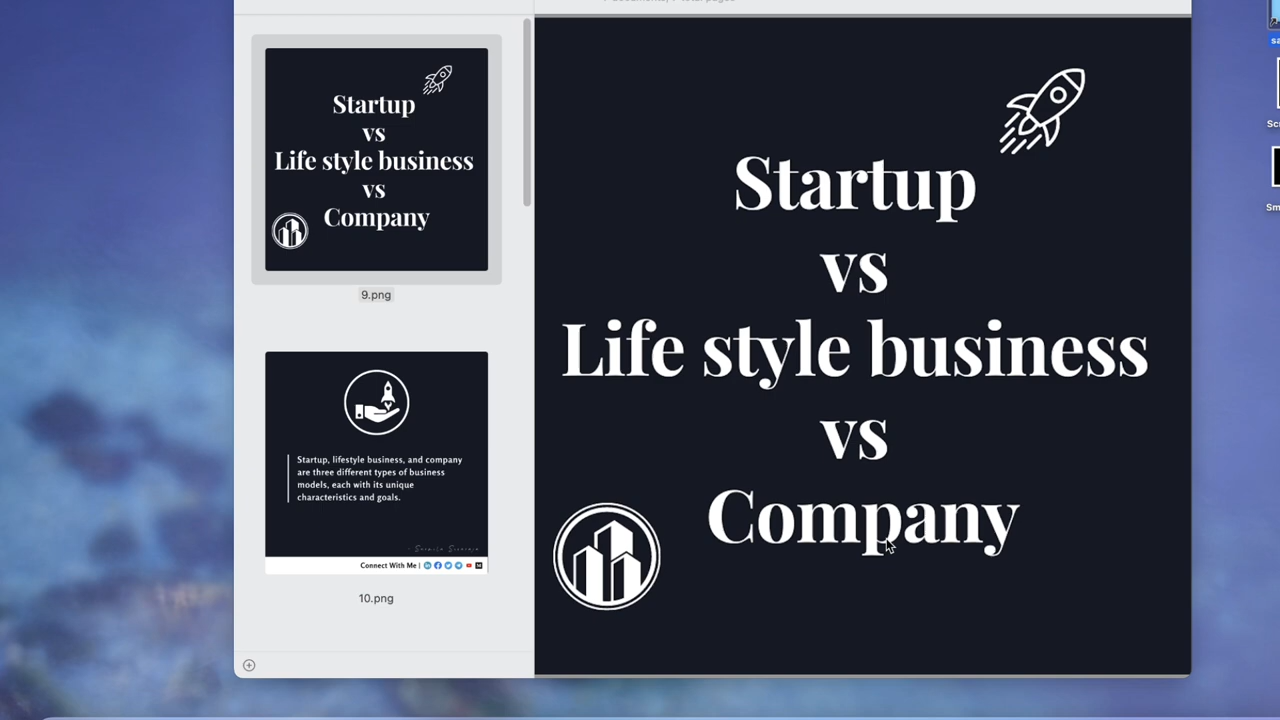 Startup
vs
Life style business
vs
Company
9.png
Startup, lifestyle business, and company
are three different types of business
models, each with its unique
characteristics and goals.
Connect With Me |
10.png
Startup
vs
Life style business
vs
Company